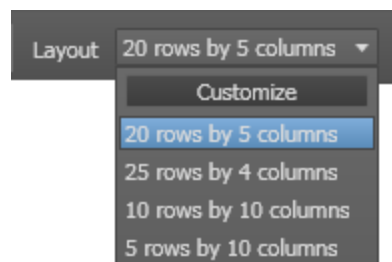 Layout 20 rows by 5 columns
Customize
20 rows by 5 columns
25 rows by 4 columns
10 rows by 10 columns
5 rows by 10 columns